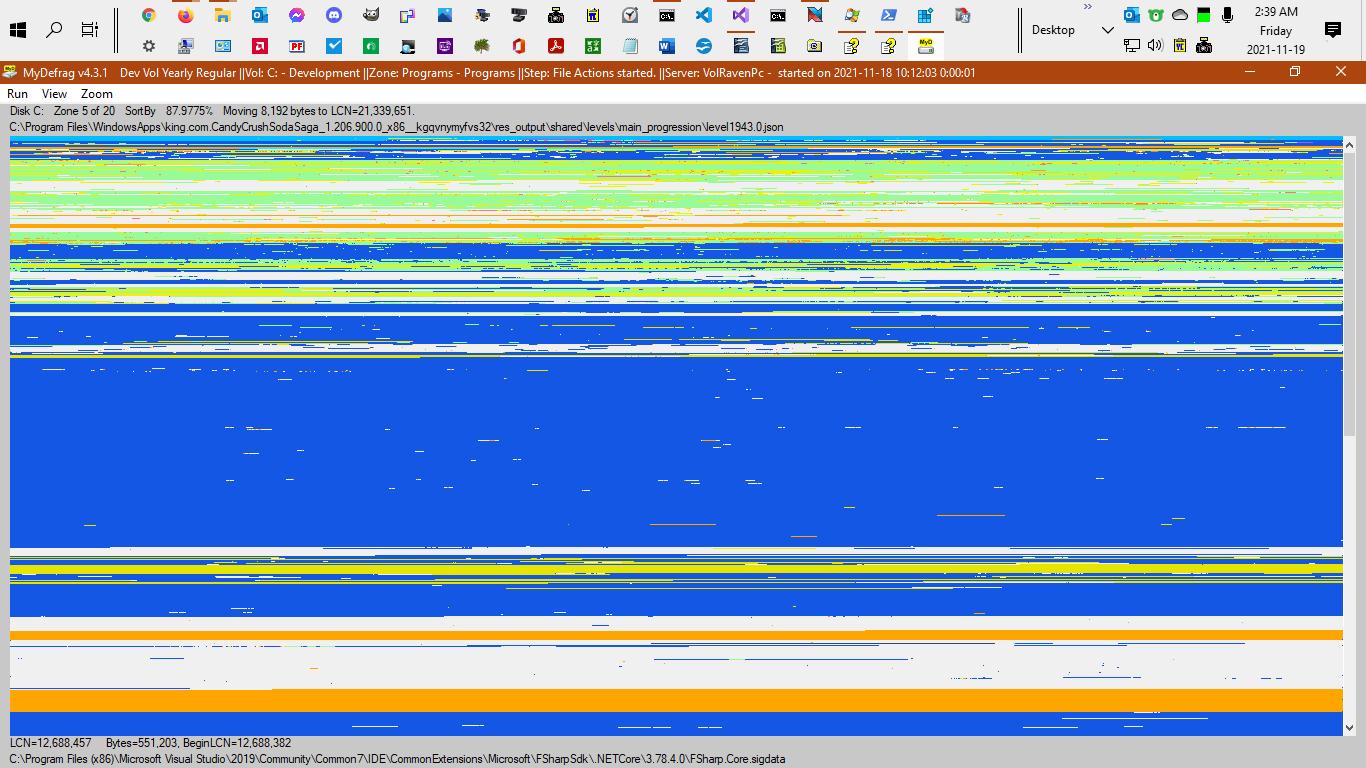 2:39 AM
Desktop
Friday
2021-11-19
MyDefrag v4.3.1 Dev Vol Yearly Regular ||Vol: C: - Development ||Zone: Programs - Programs ||Step: File Actions started. ||Server: VolRavenPc - started on 2021-11-18 10:12:03 0:00:01
Run View Zoom
Disk C: Zone 5 of 20 SortBy 87.9775% Moving 8,192 bytes to LCN=21,339,651.
C:\Program Files\WindowsApps\king.com.CandyCrushSodaSaga_1.206.900.0_x86__kgqvnymyfvs32\res_output\shared\levels\main_progression\level1943.0.json
LCN=12,688,457 Bytes=551,203, BeginLCN=12,688,382
C:\Program Files (x86)\Microsoft Visual Studio\2019\Community\Common7\IDE\CommonExtensions\Microsoft\FSharpSdk\.NETCore\3.78.4.0\FSharp.Core.sigdata